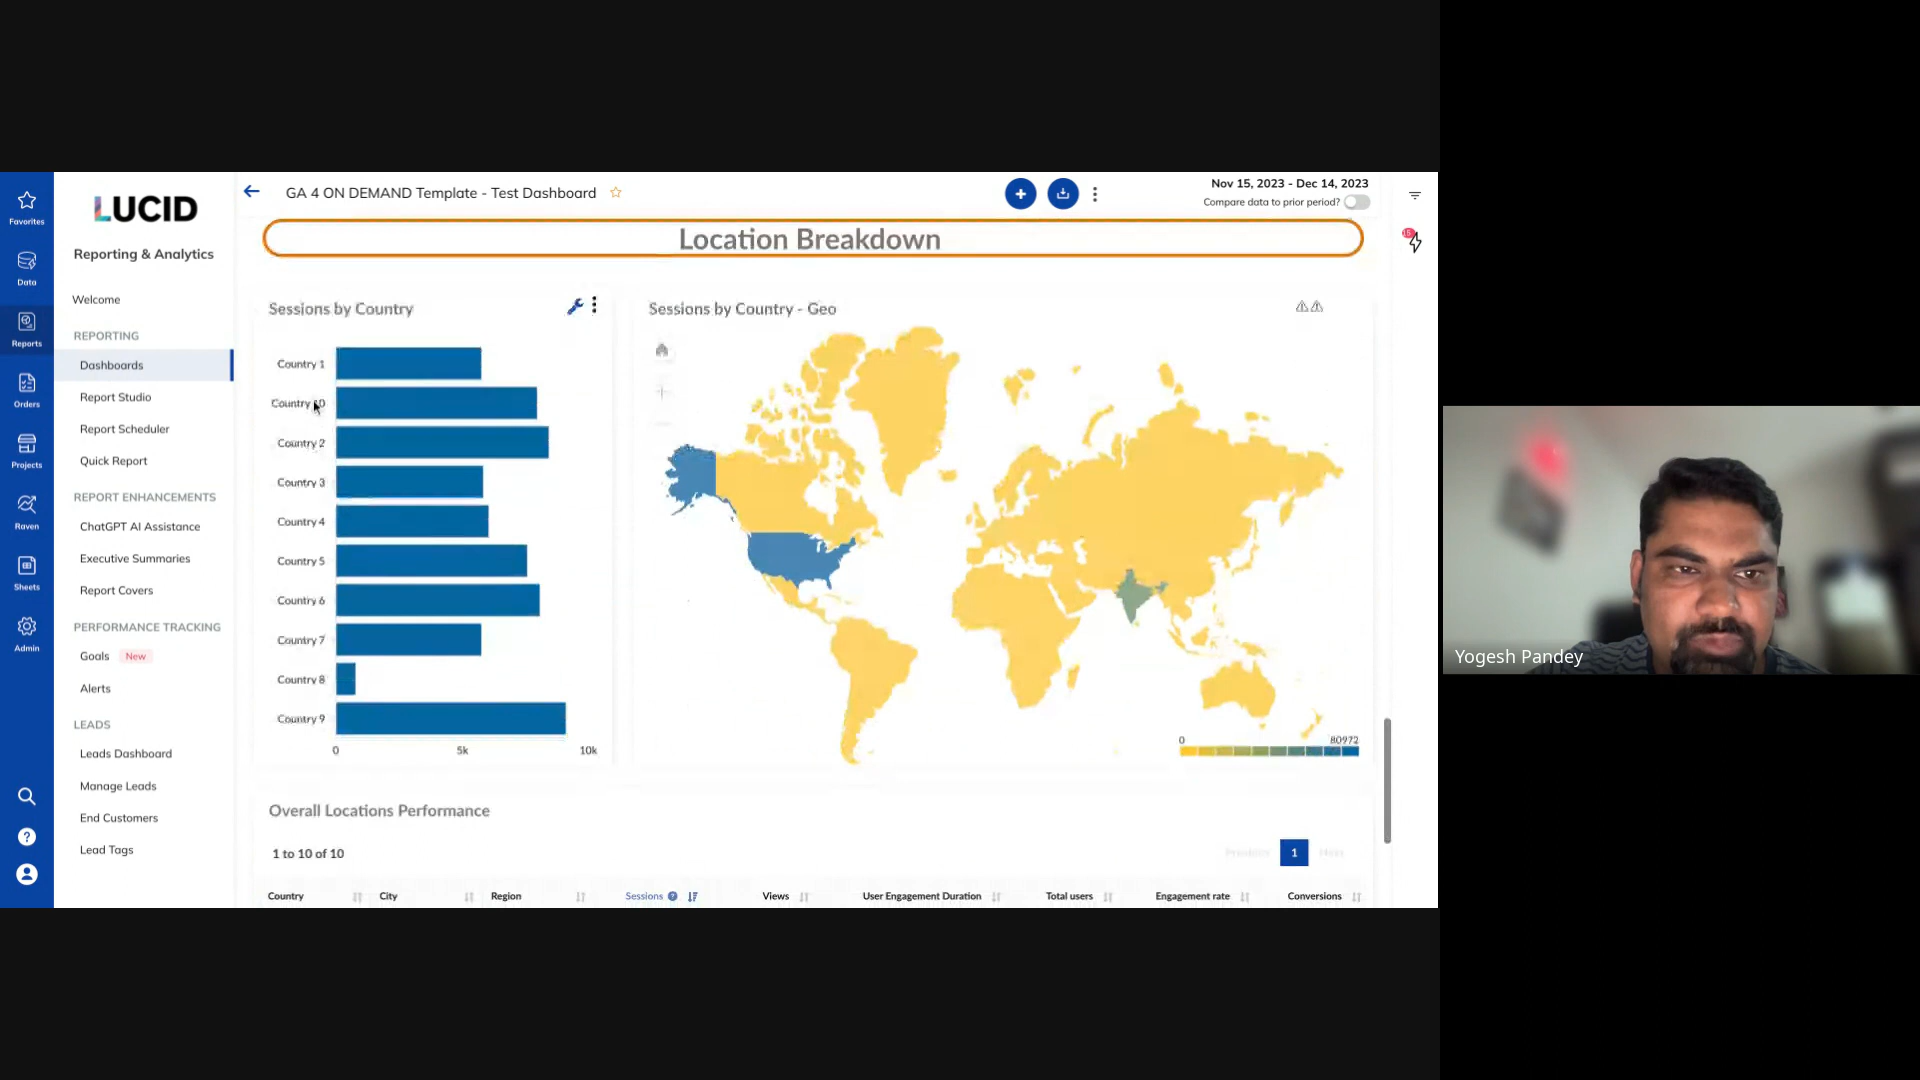 Favorites
Data
Reports
Orders
Projects
Raven
Sheets
Admin
LUCID
Reporting & Analytics
Welcome
REPORTING
Dashboards
Report Studio
Report Scheduler
Quick Report
REPORT ENHANCEMENTS
ChatGPT AI Assistance
Executive Summaries
Report Covers
PERFORMANCE TRACKING
Goals New
Alerts
LEADS
Leads Dashboard
Manage Leads
End Customers
Lead Tags
GA 4 ON DEMAND Template - Test Dashboard
Nov 15, 2023 - Dec 14, 2023
Compare data to prior period?
Location Breakdown
Sessions by Country
Country 1
Country 10
Country 2
Country 3
Country 4
Country 5
Country 6
Country 7
Country 8
Country 9
0 5k 10k
Sessions by Country - Geo
0 80972
Overall Locations Performance
1 to 10 of 10
Previous 1 Next
Country City Region Sessions Views User Engagement Duration Total users Engagement rate Conversions
Yogesh Pandey